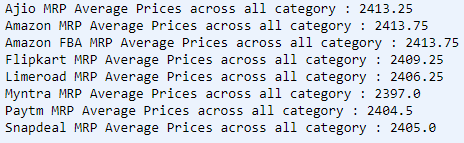 Ajio MRP Average Prices across all category : 2413.25
Amazon MRP Average Prices across all category : 2413.75
Amazon FBA MRP Average Prices across all category : 2413.75
Flipkart MRP Average Prices across all category : 2409.25
Limeroad MRP Average Prices across all category : 2406.25
Myntra MRP Average Prices across all category : 2397.0
Paytm MRP Average Prices across all category : 2404.5
Snapdeal MRP Average Prices across all category : 2405.0